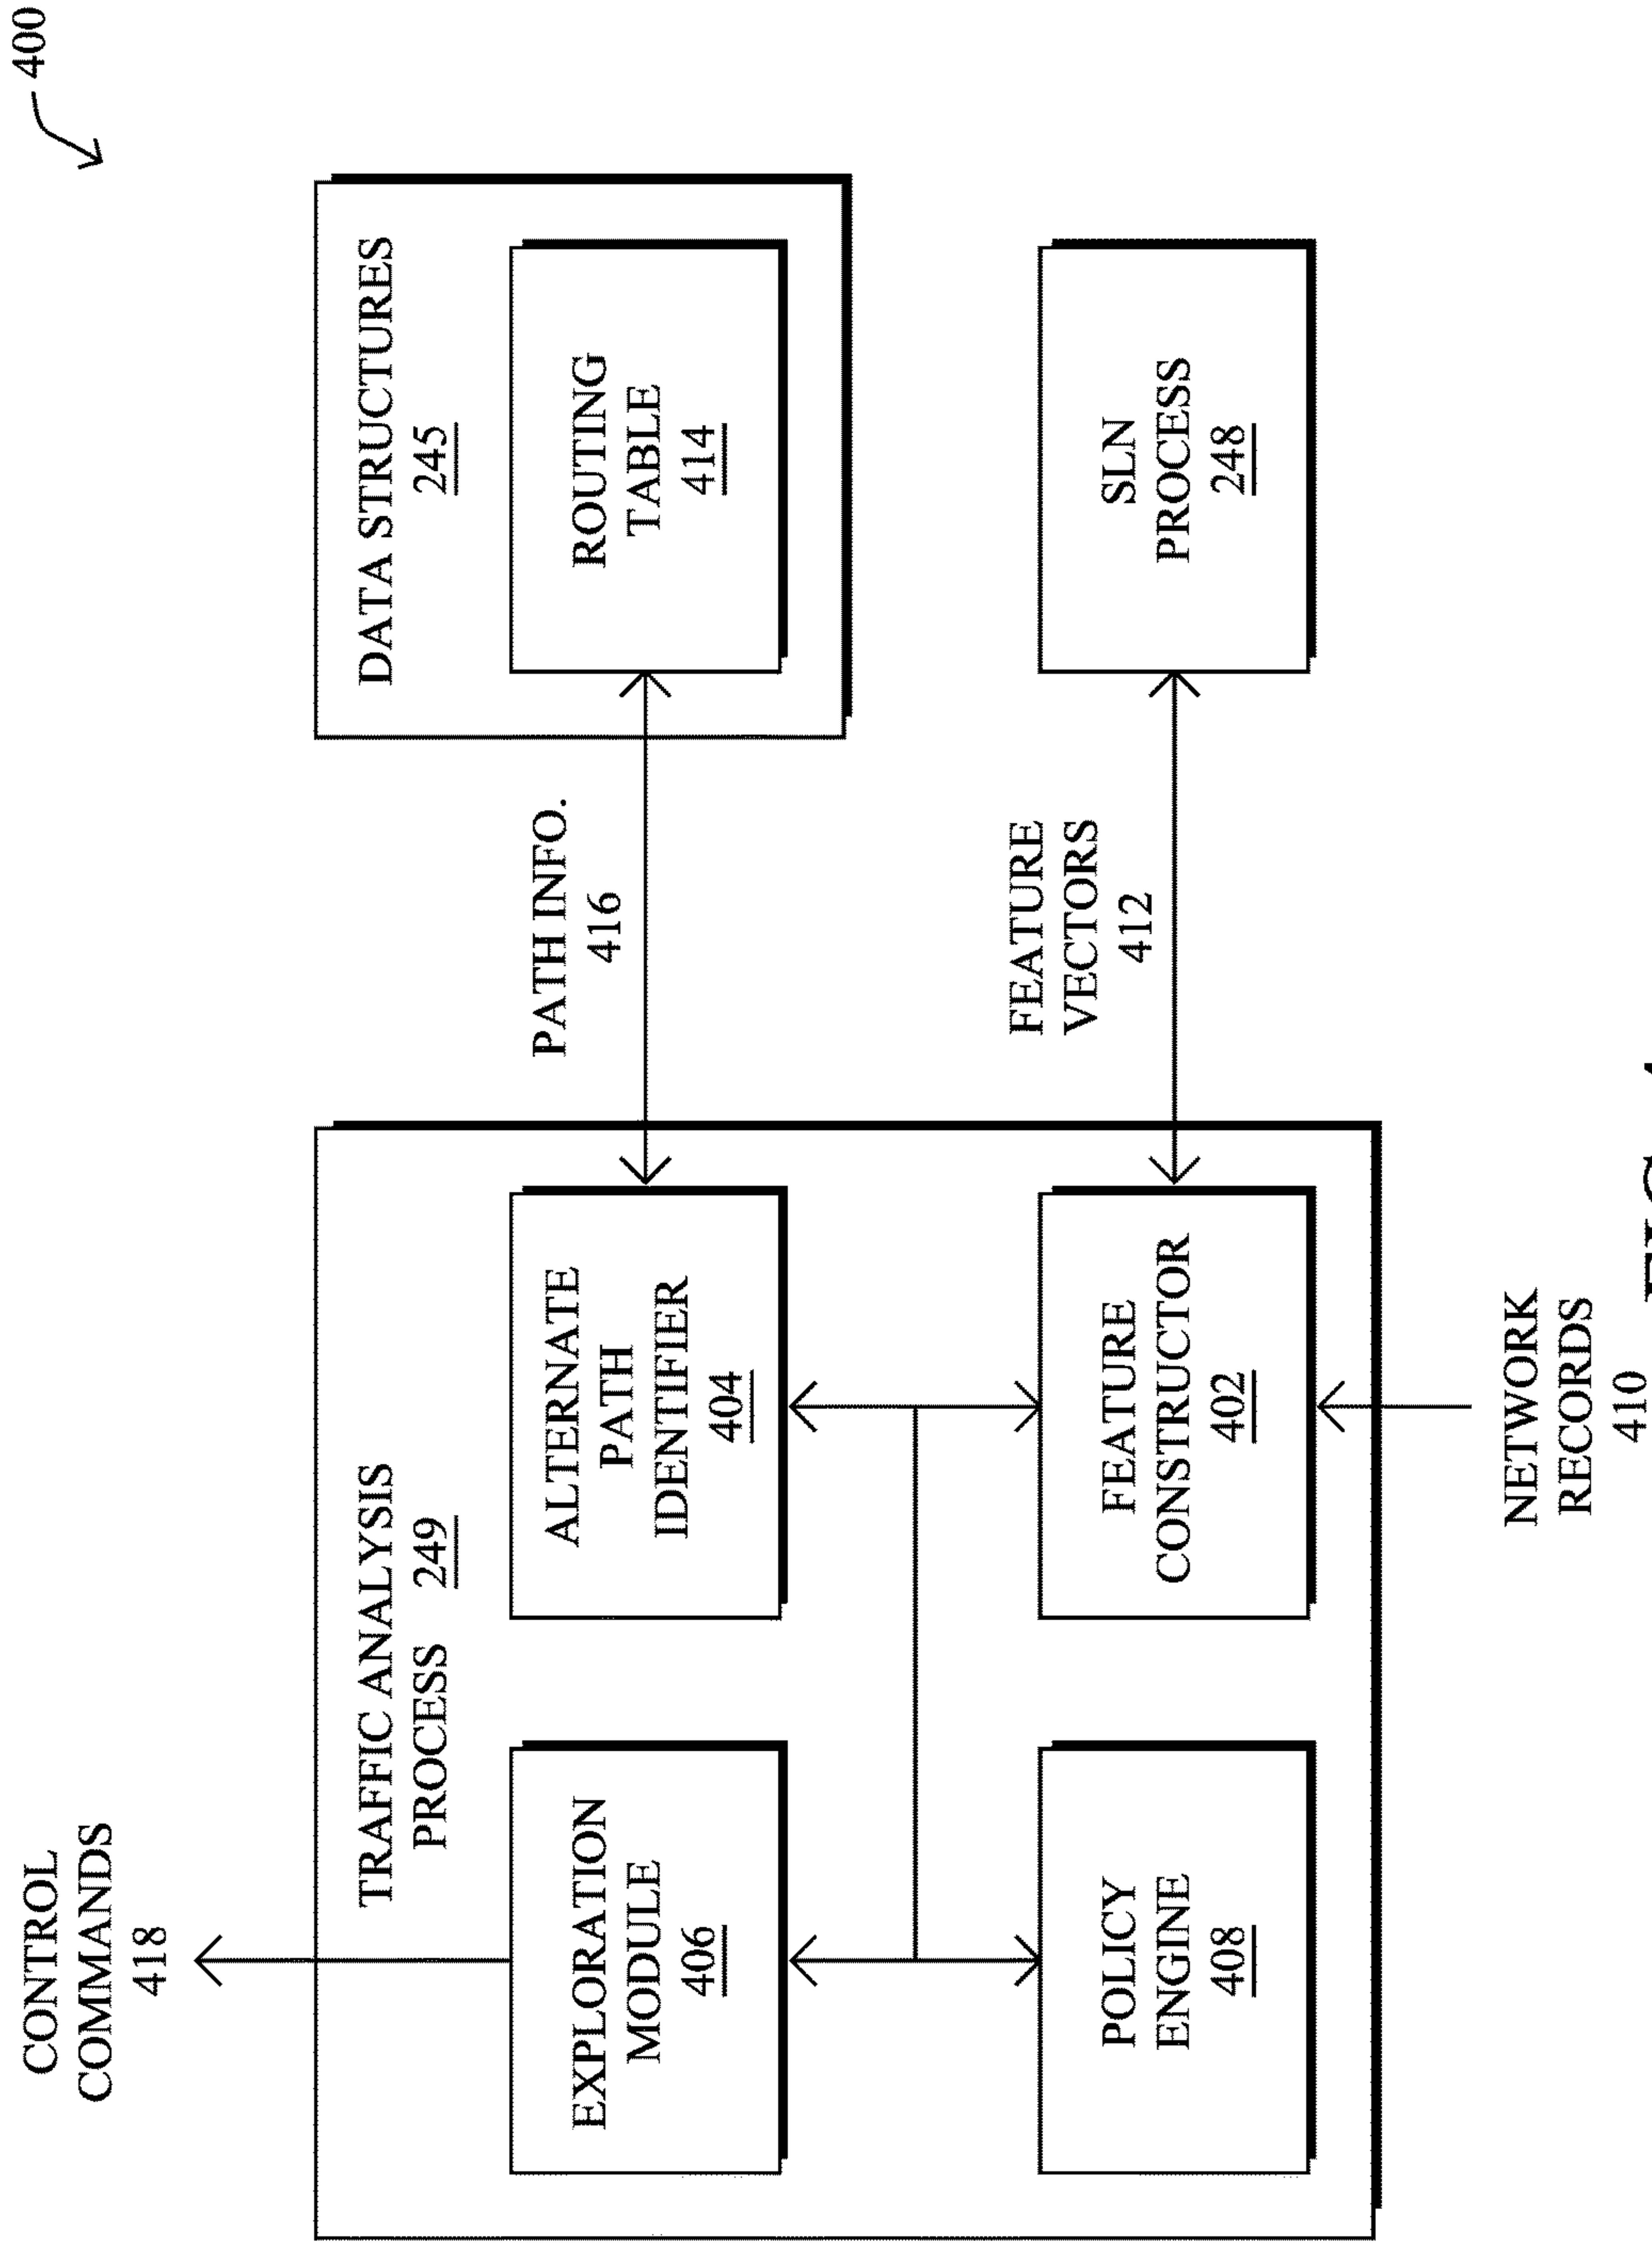 400
CONTROL
COMMANDS
418
TRAFFIC ANALYSIS
PROCESS 249
EXPLORATION
MODULE
406
ALTERNATE
PATH
IDENTIFIER
404
POLICY
ENGINE
408
FEATURE
CONSTRUCTOR
402
NETWORK
RECORDS
410
PATH INFO.
416
FEATURE
VECTORS
412
DATA STRUCTURES
245
ROUTING
TABLE
414
SLN
PROCESS
248